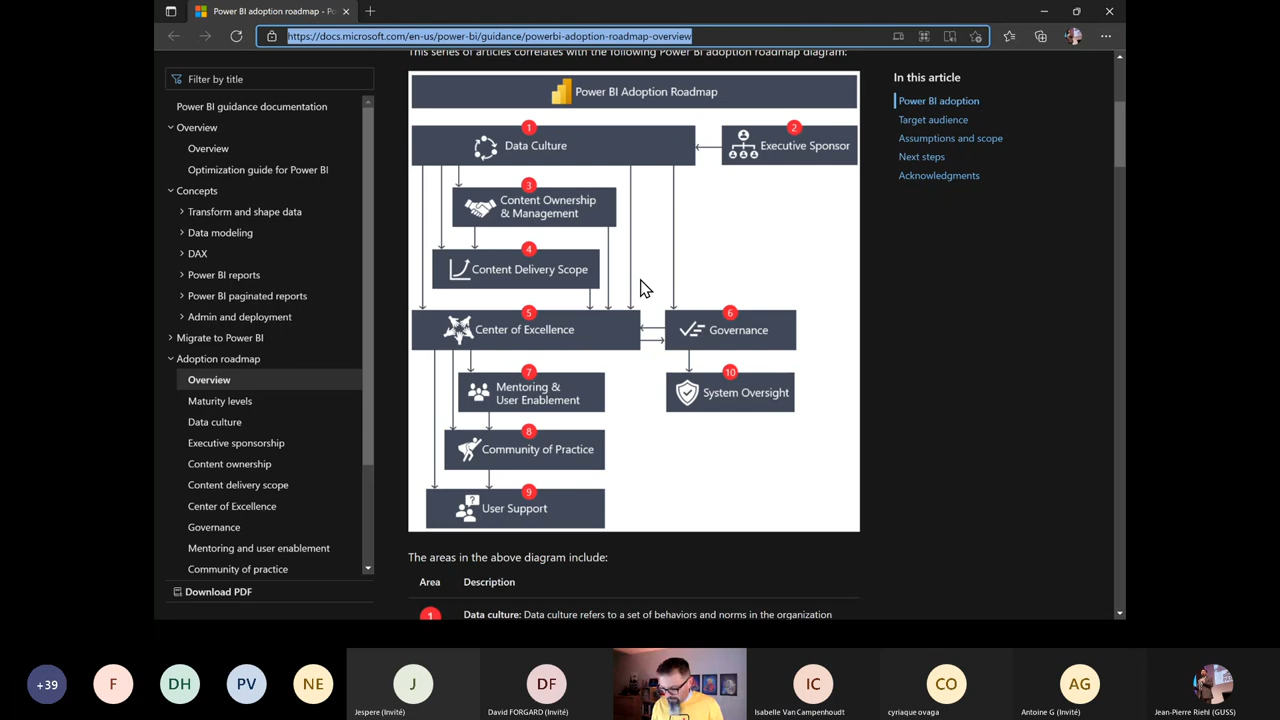 Power BI adoption roadmap - Po
https://docs.microsoft.com/en-us/power-bi/guidance/powerbi-adoption-roadmap-overview
This series of articles correlates with the following Power BI adoption roadmap diagram:
Filter by title
Power BI guidance documentation
Overview
Overview
Optimization guide for Power BI
Concepts
Transform and shape data
Data modeling
DAX
Power BI reports
Power BI paginated reports
Admin and deployment
Migrate to Power BI
Adoption roadmap
Overview
Maturity levels
Data culture
Executive sponsorship
Content ownership
Content delivery scope
Center of Excellence
Governance
Mentoring and user enablement
Community of practice
Download PDF
Power BI Adoption Roadmap
1
Data Culture
2
Executive Sponsor
3
Content Ownership
& Management
4
Content Delivery Scope
5
Center of Excellence
6
Governance
7
Mentoring &
User Enablement
10
System Oversight
8
Community of Practice
9
User Support
The areas in the above diagram include:
Area Description
1 Data culture: Data culture refers to a set of behaviors and norms in the organization
In this article
Power BI adoption
Target audience
Assumptions and scope
Next steps
Acknowledgments
+39
F
DH
PV
NE
J
Jespere (Invité)
DF
David FORGARD (Invité)
IC
Isabelle Van Campenhoudt
CO
cyriaque ovaga
AG
Antoine G (Invité)
Jean-Pierre Riehl (GUSS)